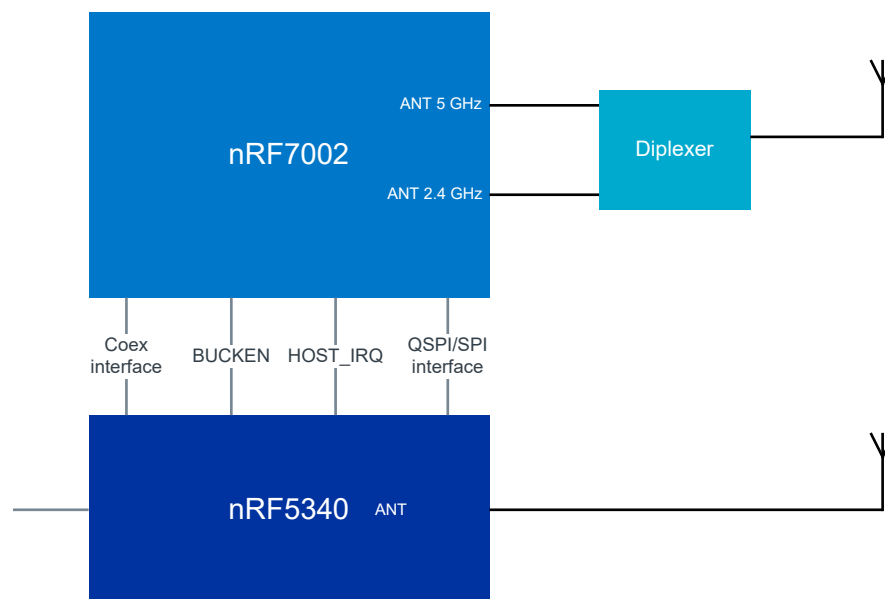 ANT 5 GHz
nRF7002
Diplexer
ANT 2.4 GHz
Coex
interface
BUCKEN
HOST_IRQ
QSPI/SPI
interface
nRF5340
ANT